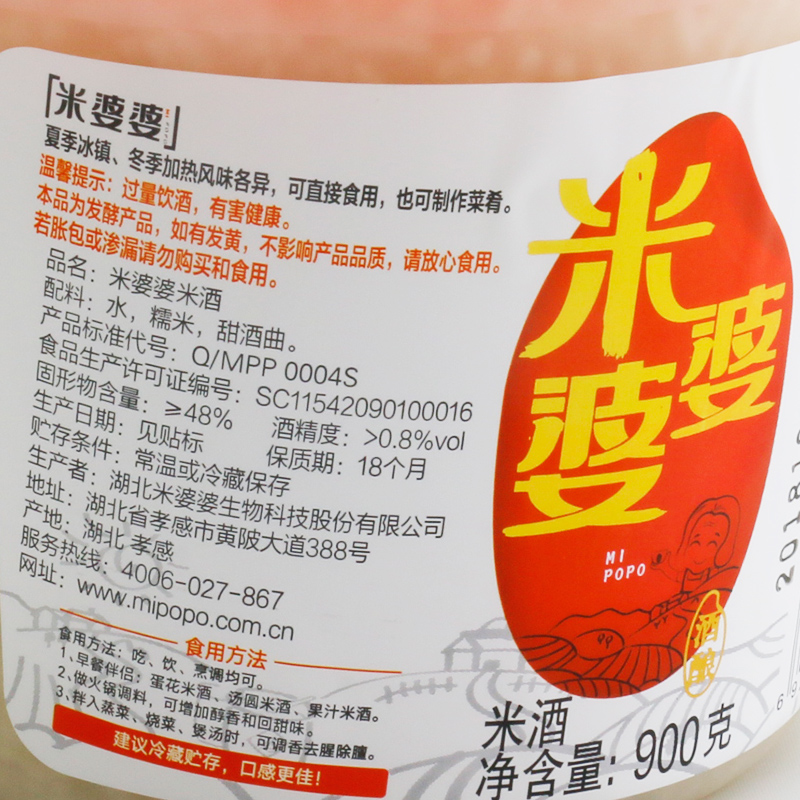 米婆婆
夏季冰镇、冬季加热风味各异，可直接食用，也可制作菜肴。
温馨提示：过量饮酒，有害健康。
本品为发酵产品，如有发黄，不影响产品品质，请放心食用。
若胀包或渗漏请勿购买和食用。
品名：米婆婆米酒
配料：水，糯米，甜酒曲。
产品标准代号：Q/MPP 0004S
食品生产许可证编号：SC11542090100016
固形物含量：≥48% 酒精度：>0.8%vol
生产日期：见贴标 保质期：18个月
贮存条件：常温或冷藏保存
生产者：湖北米婆婆生物科技股份有限公司
地址：湖北省孝感市黄陂大道388号
产地：湖北 孝感
服务热线：4006-027-867
网址：www.mipopo.com.cn
食用方法
食用方法：吃、饮、烹调均可。
1、早餐伴侣：蛋花米酒、汤圆米酒、果汁米酒。
2、做火锅调料，可增加醇香和回甜味。
3、拌入蒸菜、烧菜、煲汤时，可调香去腥除膻。
建议冷藏贮存，口感更佳！
米婆婆
MI
POPO
酒酿
米酒
净含量：900克